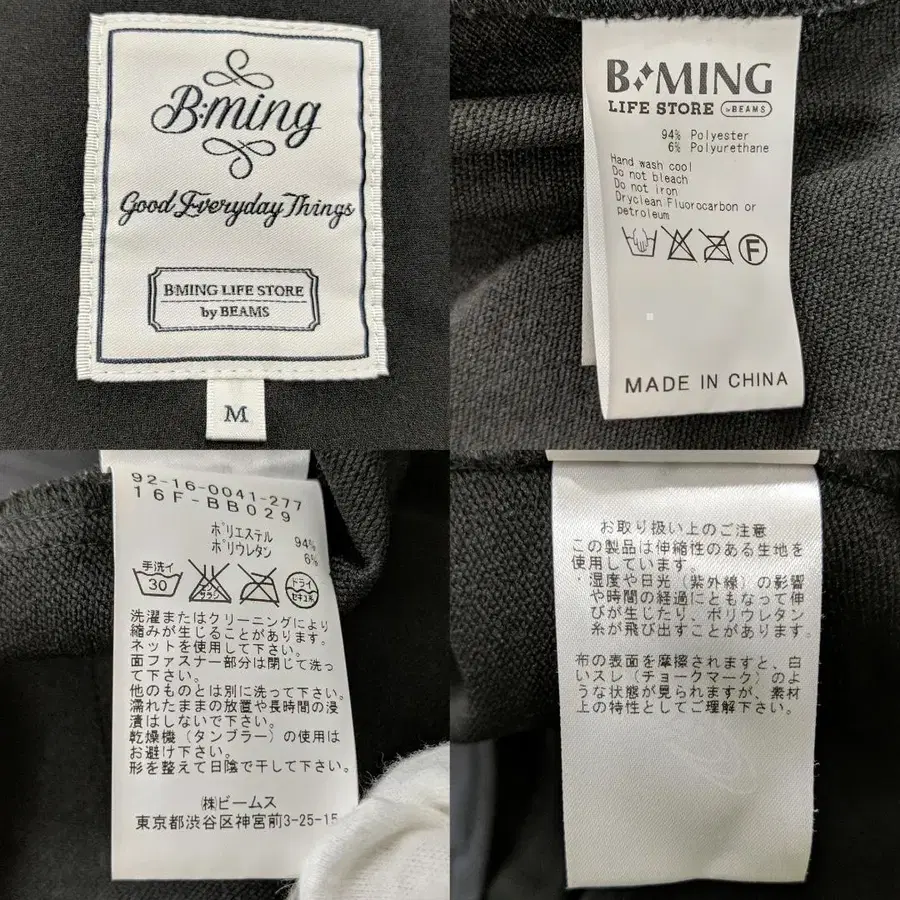 B:ming
Good Everyday Things
B:MING LIFE STORE
by BEAMS
M
B:MING
LIFE STORE by BEAMS
94% Polyester
6% Polyurethane
Hand wash cool
Do not bleach
Do not iron
Dryclean Fluorocarbon or
petroleum
F
MADE IN CHINA
92-16-0041-277
16F-BB029
ポリエステル 94%
ポリウレタン 6%
手洗イ
30
エンソサラシ
ドライ
セキユ系
洗濯またはクリーニングにより
縮みが生じることがあります。
ネットを使用して下さい。
面ファスナー部分は閉じて洗っ
て下さい。
他のものとは別に洗って下さい。
濡れたままの放置や長時間の浸
漬はしないで下さい。
乾燥機（タンブラー）の使用は
お避け下さい。
形を整えて日陰で干して下さい。
㈱ビームス
東京都渋谷区神宮前3-25-15
お取り扱い上のご注意
この製品は伸縮性のある生地を
使用しています。
・湿度や日光（紫外線）の影響
や時間の経過にともなって伸
びが生じたり、ポリウレタン
糸が飛び出すことがあります。
布の表面を摩擦されますと、白
いスレ（チョークマーク）のよ
うな状態が見られますが、素材
上の特性としてご理解下さい。